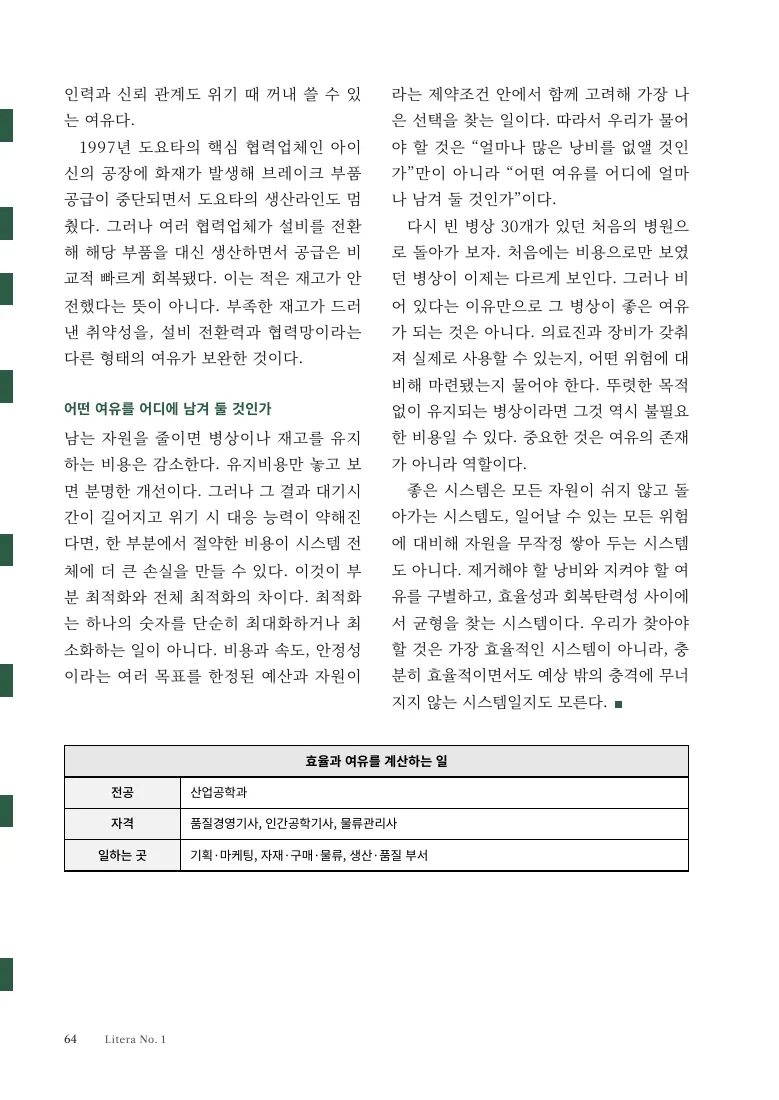 인력과 신뢰 관계도 위기 때 꺼내 쓸 수 있
는 여유다.
1997년 도요타의 핵심 협력업체인 아이
신의 공장에 화재가 발생해 브레이크 부품
공급이 중단되면서 도요타의 생산라인도 멈
췄다. 그러나 여러 협력업체가 설비를 전환
해 해당 부품을 대신 생산하면서 공급은 비
교적 빠르게 회복됐다. 이는 적은 재고가 안
전했다는 뜻이 아니다. 부족한 재고가 드러
낸 취약성을, 설비 전환력과 협력망이라는
다른 형태의 여유가 보완한 것이다.
어떤 여유를 어디에 남겨 둘 것인가
남는 자원을 줄이면 병상이나 재고를 유지
하는 비용은 감소한다. 유지비용만 놓고 보
면 분명한 개선이다. 그러나 그 결과 대기시
간이 길어지고 위기 시 대응 능력이 약해진
다면, 한 부분에서 절약한 비용이 시스템 전
체에 더 큰 손실을 만들 수 있다. 이것이 부
분 최적화와 전체 최적화의 차이다. 최적화
는 하나의 숫자를 단순히 최대화하거나 최
소화하는 일이 아니다. 비용과 속도, 안정성
이라는 여러 목표를 한정된 예산과 자원이
라는 제약조건 안에서 함께 고려해 가장 나
은 선택을 찾는 일이다. 따라서 우리가 물어
야 할 것은 “얼마나 많은 낭비를 없앨 것인
가”만이 아니라 “어떤 여유를 어디에 얼마
나 남겨 둘 것인가”이다.
다시 빈 병상 30개가 있던 처음의 병원으
로 돌아가 보자. 처음에는 비용으로만 보였
던 병상이 이제는 다르게 보인다. 그러나 비
어 있다는 이유만으로 그 병상이 좋은 여유
가 되는 것은 아니다. 의료진과 장비가 갖춰
져 실제로 사용할 수 있는지, 어떤 위험에 대
비해 마련됐는지 물어야 한다. 뚜렷한 목적
없이 유지되는 병상이라면 그것 역시 불필요
한 비용일 수 있다. 중요한 것은 여유의 존재
가 아니라 역할이다.
좋은 시스템은 모든 자원이 쉬지 않고 돌
아가는 시스템도, 일어날 수 있는 모든 위험
에 대비해 자원을 무작정 쌓아 두는 시스템
도 아니다. 제거해야 할 낭비와 지켜야 할 여
유를 구별하고, 효율성과 회복탄력성 사이에
서 균형을 찾는 시스템이다. 우리가 찾아야
할 것은 가장 효율적인 시스템이 아니라, 충
분히 효율적이면서도 예상 밖의 충격에 무너
지지 않는 시스템일지도 모른다. ■
효율과 여유를 계산하는 일
전공 산업공학과
자격 품질경영기사, 인간공학기사, 물류관리사
일하는 곳 기획·마케팅, 자재·구매·물류, 생산·품질 부서
64 Litera No. 1